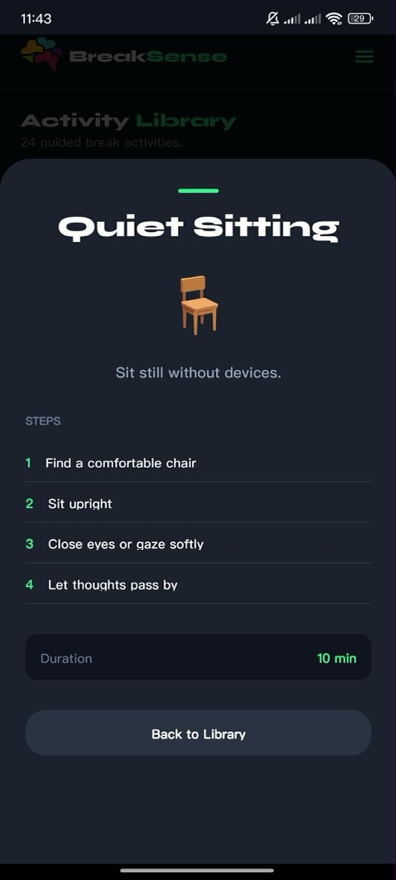 11:43
29
BreakSense
Activity Library
24 guided break activities.
Quiet Sitting
Sit still without devices.
STEPS
1 Find a comfortable chair
2 Sit upright
3 Close eyes or gaze softly
4 Let thoughts pass by
Duration 10 min
Back to Library